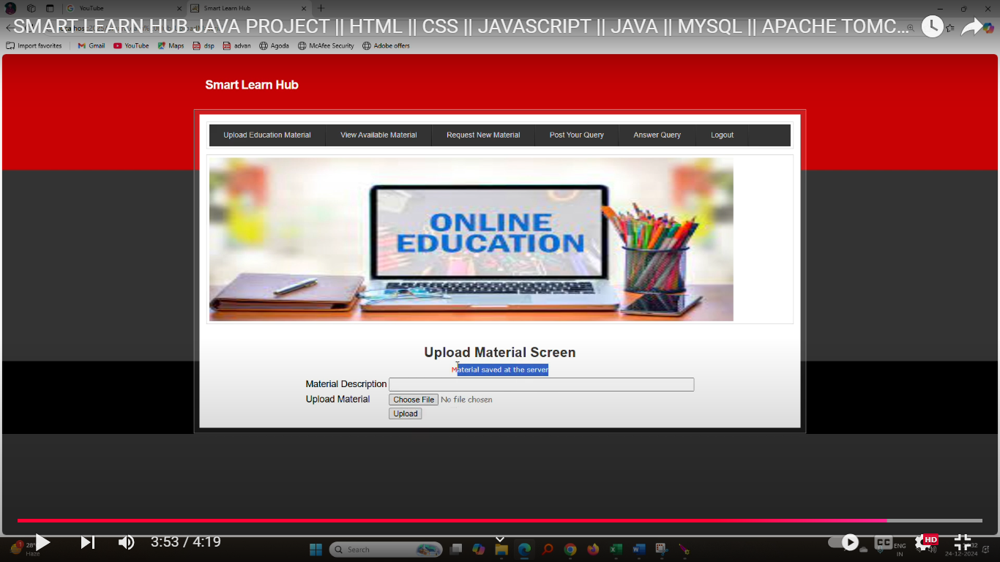 YouTube
Smart Learn Hub
SMART LEARN HUB JAVA PROJECT || HTML || CSS || JAVASCRIPT || JAVA || MYSQL || APACHE TOMC...
Import favorites
Gmail
YouTube
Maps
dsp
advan
Agoda
McAfee Security
Adobe offers
Smart Learn Hub
Upload Education Material
View Available Material
Request New Material
Post Your Query
Answer Query
Logout
ONLINE
EDUCATION
Upload Material Screen
Material saved at the server
Material Description
Upload Material
Choose File No file chosen
Upload
3:53 / 4:19
28°
Haze
Search
CC
HD
ENG
IN
24-12-2024